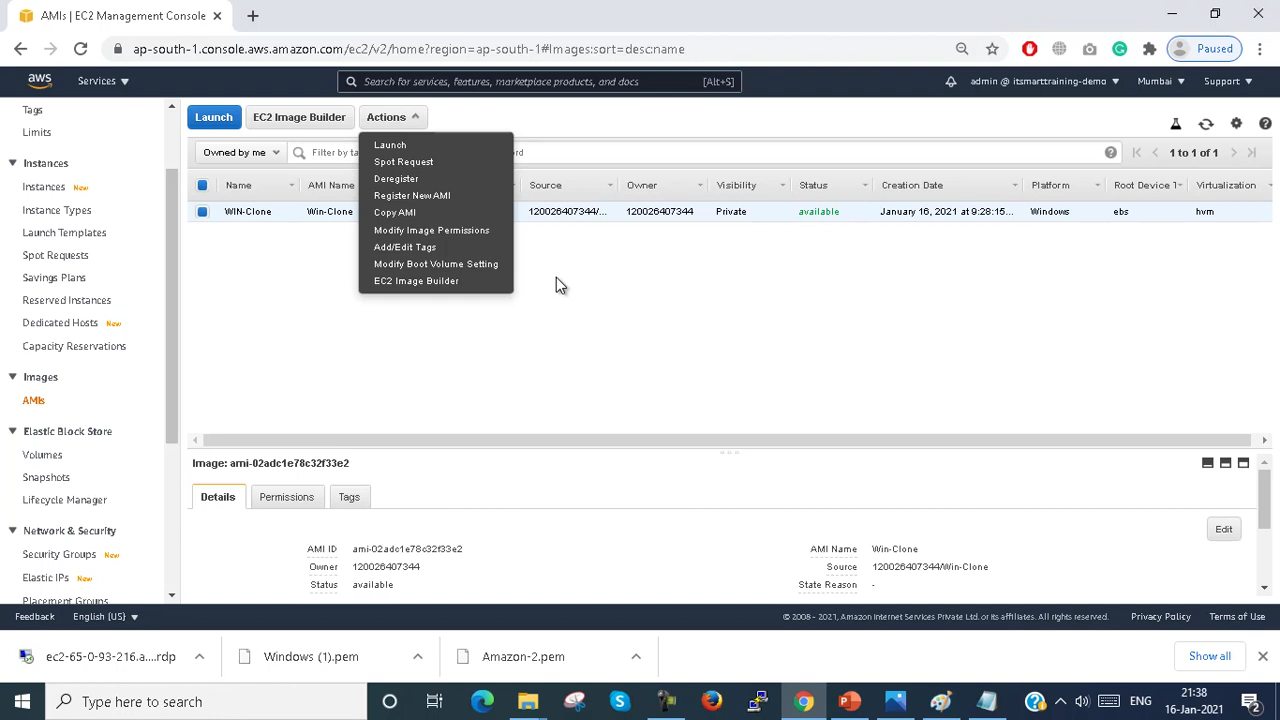 AMIs | EC2 Management Console
ap-south-1.console.aws.amazon.com/ec2/v2/home?region=ap-south-1#Images:sort=desc:name
Paused
aws
Services
Search for services, features, marketplace products, and docs
[Alt+S]
admin @ itsmarttraining-demo
Mumbai
Support
Tags
Limits
Instances
Instances New
Instance Types
Launch Templates
Spot Requests
Savings Plans
Reserved Instances
Dedicated Hosts New
Capacity Reservations
Images
AMIs
Elastic Block Store
Volumes
Snapshots
Lifecycle Manager
Network & Security
Security Groups New
Elastic IPs New
Placement Groups
Launch
EC2 Image Builder
Actions
Launch
Spot Request
Deregister
Register New AMI
Copy AMI
Modify Image Permissions
Add/Edit Tags
Modify Boot Volume Setting
EC2 Image Builder
Owned by me
Filter by ta
ord
1 to 1 of 1
Name AMI Name Source Owner Visibility Status Creation Date Platform Root Device T Virtualization
WIN-Clone Win-Clone 120026407344/... 120026407344 Private available January 16, 2021 at 9:28:15... Windows ebs hvm
Image: ami-02adc1e78c32f33e2
Details
Permissions
Tags
Edit
AMI ID ami-02adc1e78c32f33e2
AMI Name Win-Clone
Owner 120026407344
Source 120026407344/Win-Clone
Status available
State Reason -
Feedback
English (US)
© 2008 - 2021, Amazon Internet Services Private Ltd. or its affiliates. All rights reserved.
Privacy Policy
Terms of Use
ec2-65-0-93-216.a....rdp
Windows (1).pem
Amazon-2.pem
Show all
Type here to search
ENG
21:38
16-Jan-2021
2